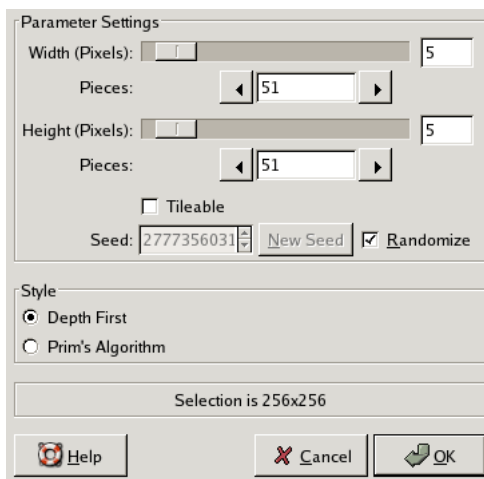 Parameter Settings
Width (Pixels): 5
Pieces: 51
Height (Pixels): 5
Pieces: 51
Tileable
Seed: 2777356031 New Seed Randomize
Style
Depth First
Prim's Algorithm
Selection is 256x256
Help Cancel OK